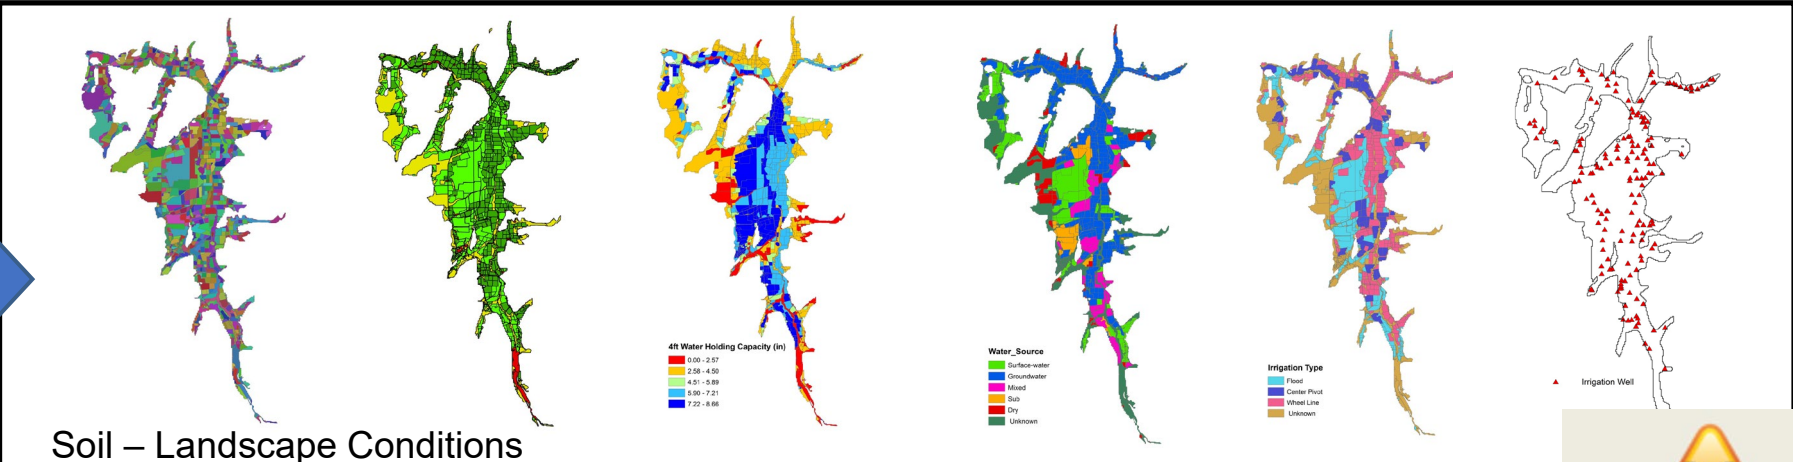 4ft Water Holding Capacity (in)
0.00 - 2.57
2.58 - 4.50
4.51 - 5.89
5.90 - 7.21
7.22 - 8.66
Water_Source
Surface-water
Groundwater
Mixed
Sub
Dry
Unknown
Irrigation Type
Flood
Center Pivot
Wheel Line
Unknown
Irrigation Well
Soil – Landscape Conditions